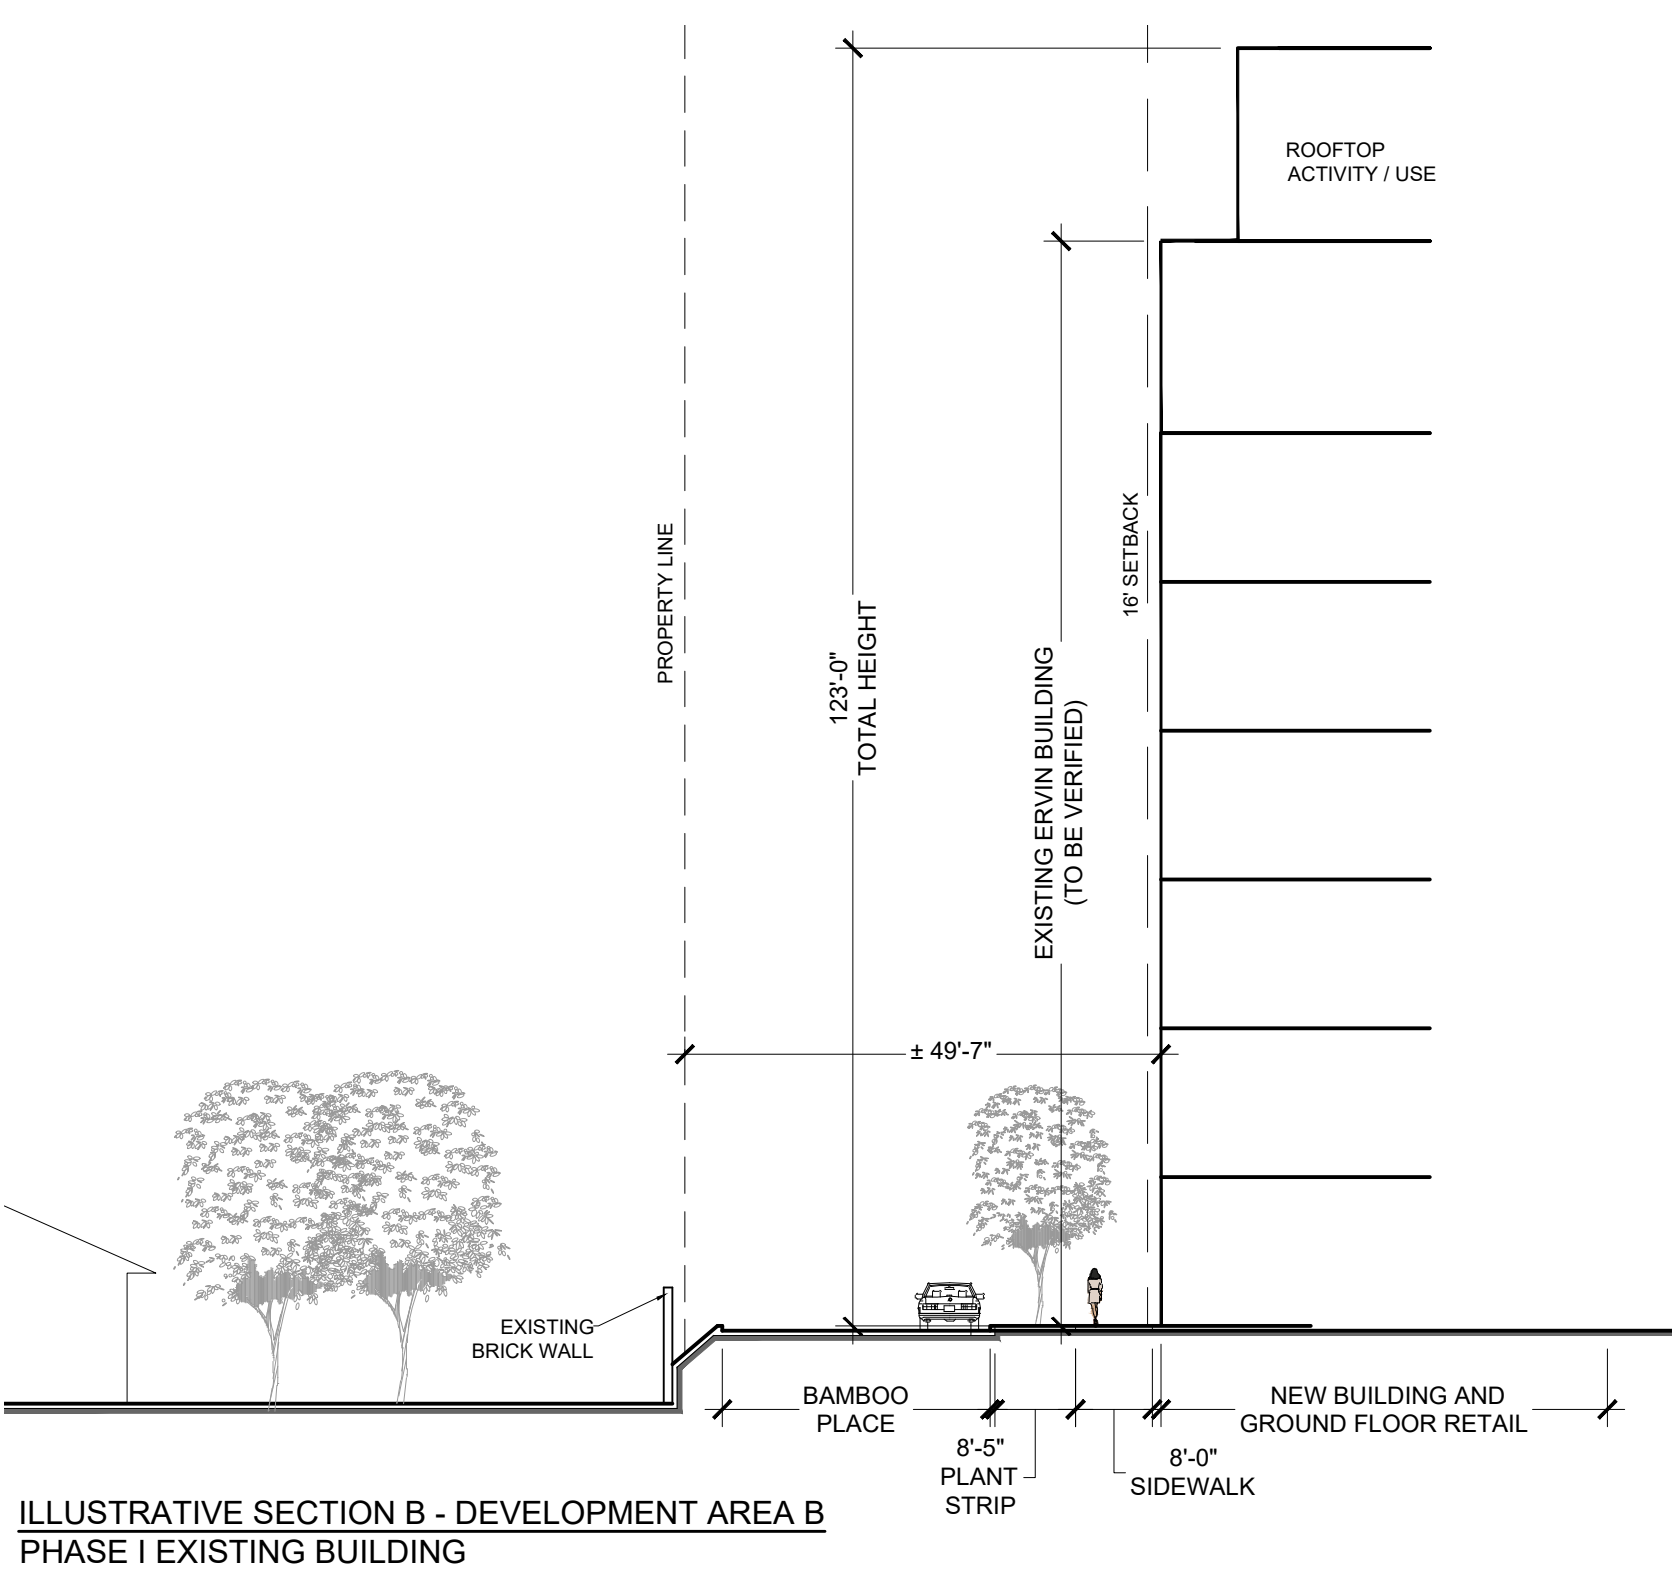 ROOFTOP
ACTIVITY / USE
PROPERTY LINE
123'-0"
TOTAL HEIGHT
EXISTING ERVIN BUILDING
(TO BE VERIFIED)
16' SETBACK
± 49'-7"
EXISTING
BRICK WALL
BAMBOO
PLACE
8'-5"
PLANT
STRIP
8'-0"
SIDEWALK
NEW BUILDING AND
GROUND FLOOR RETAIL
ILLUSTRATIVE SECTION B - DEVELOPMENT AREA B
PHASE I EXISTING BUILDING